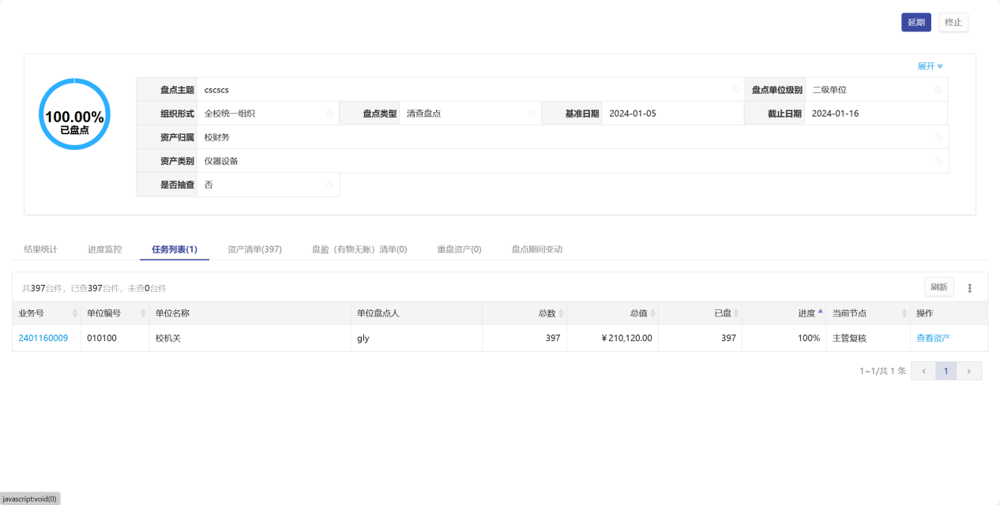 延期 终止
展开
100.00%
已盘点
盘点主题 cscscs 盘点单位级别 二级单位
组织形式 全校统一组织 盘点类型 清查盘点 基准日期 2024-01-05 截止日期 2024-01-16
资产归属 校财务
资产类别 仪器设备
是否抽查 否
结果统计 进度监控 任务列表(1) 资产清单(397) 盘盈（有物无账）清单(0) 重盘资产(0) 盘点期间变动
共397台件，已查397台件，未查0台件 刷新
业务号 单位编号 单位名称 单位盘点人 总数 总值 已盘 进度 当前节点 操作
2401160009 010100 校机关 gly 397 ￥210,120.00 397 100% 主管复核 查看资产
1~1/共 1 条 ‹ 1 ›
javascript:void(0)